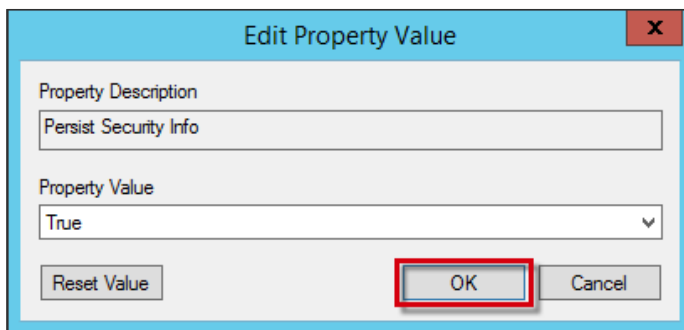 Edit Property Value
x
Property Description
Persist Security Info
Property Value
True
Reset Value OK Cancel